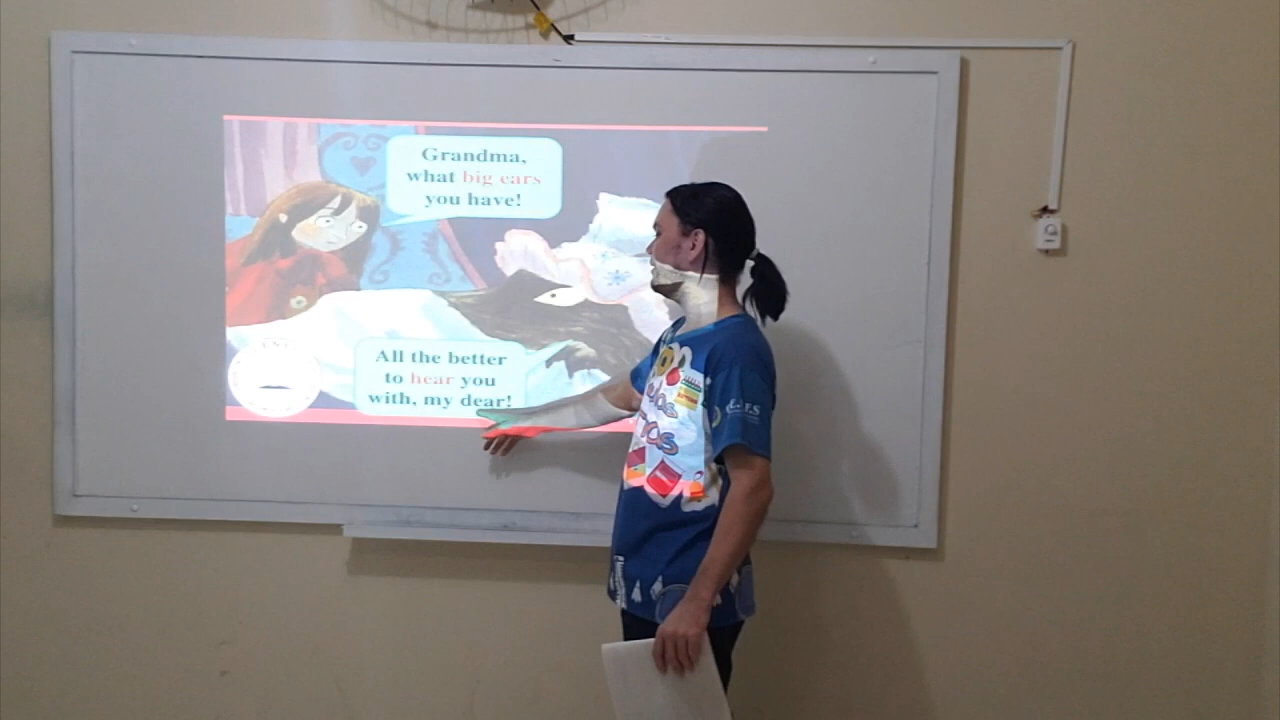 Grandma,
what big ears
you have!
All the better
to hear you
with, my dear!